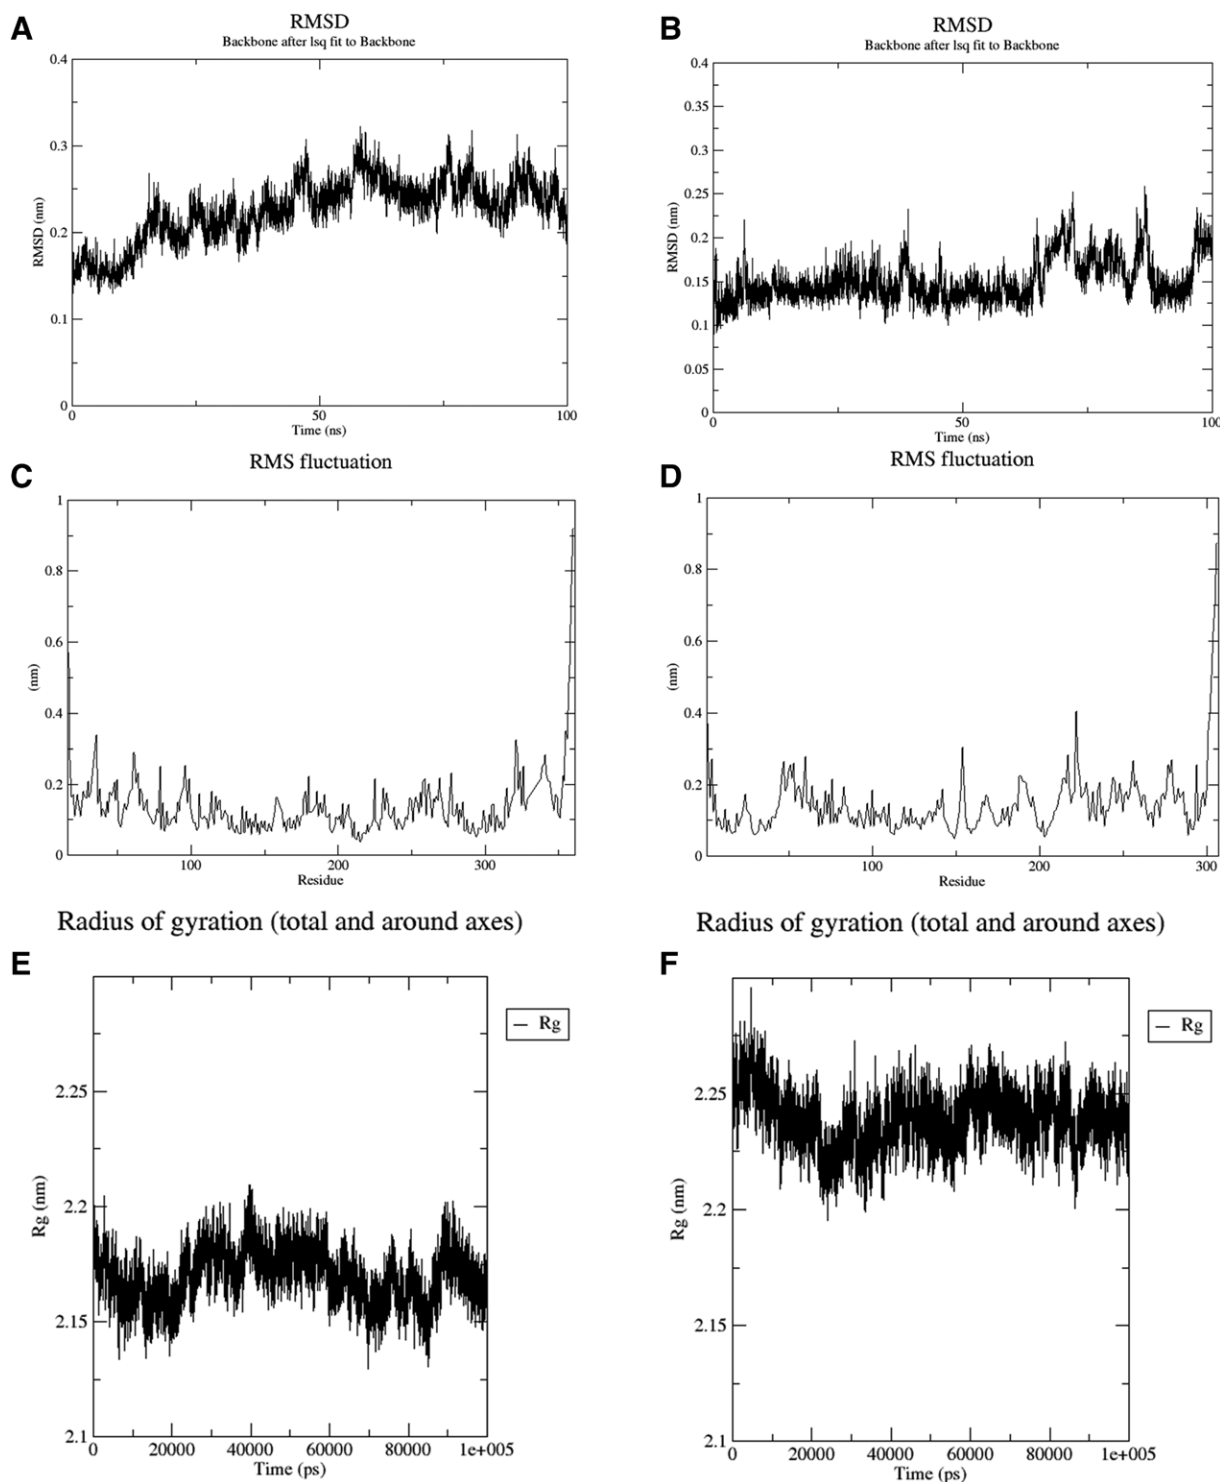 A
RMSD
Backbone after lsq fit to Backbone
0.4
0.3
0.2
0.1
0
RMSD (nm)
0
50
100
Time (ns)
B
RMSD
Backbone after lsq fit to Backbone
0.4
0.35
0.3
0.25
0.2
0.15
0.1
0.05
0
RMSD (nm)
0
50
100
Time (ns)
C
RMS fluctuation
1
0.8
0.6
0.4
0.2
0
(nm)
100
200
300
Residue
D
RMS fluctuation
1
0.8
0.6
0.4
0.2
0
(nm)
100
200
300
Residue
Radius of gyration (total and around axes)
E
2.25
2.2
2.15
2.1
Rg (nm)
Rg
0
20000
40000
60000
80000
1e+005
Time (ps)
Radius of gyration (total and around axes)
F
2.25
2.2
2.15
2.1
Rg (nm)
Rg
0
20000
40000
60000
80000
1e+005
Time (ps)